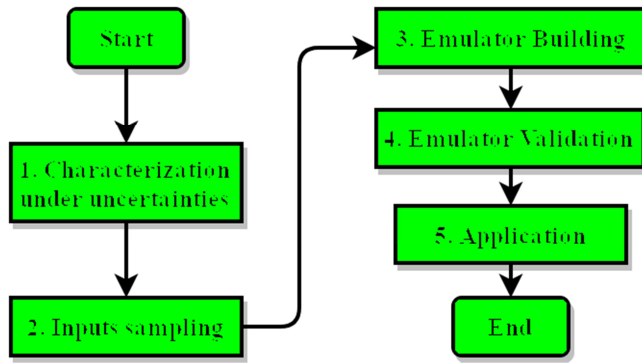 Start
1. Characterization
under uncertainties
2. Inputs sampling
3. Emulator Building
4. Emulator Validation
5. Application
End